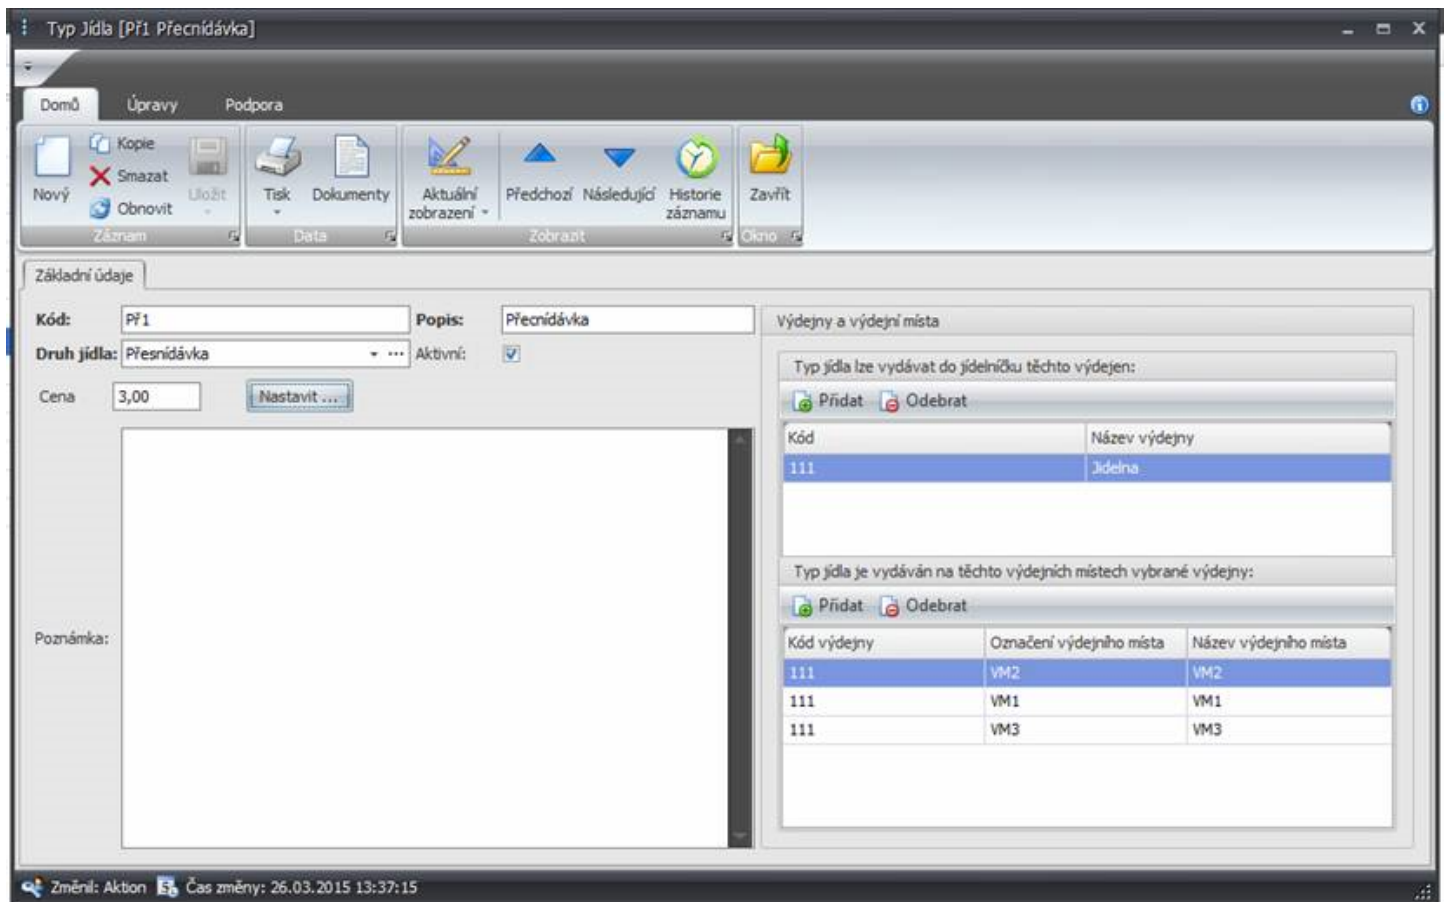 Typ Jídla [Př1 Přecnídávka]
Domů Úpravy Podpora
Nový
Kopie
Smazat
Obnovit
Uložit
Tisk
Dokumenty
Aktuální
zobrazení
Předchozí
Následující
Historie
záznamu
Zavřít
Záznam Data Zobrazit Okno
Základní údaje
Kód: Př1 Popis: Přecnídávka
Druh jídla: Přesnídávka ... Aktivní:
Cena 3,00 Nastavit ...
Poznámka:
Výdejny a výdejní místa
Typ jídla lze vydávat do jídelníčku těchto výdejen:
Přidat Odebrat
Kód Název výdejny
111 Jidelna
Typ jídla je vydáván na těchto výdejních místech vybrané výdejny:
Přidat Odebrat
Kód výdejny Označení výdejního místa Název výdejního místa
111 VM2 VM2
111 VM1 VM1
111 VM3 VM3
Změnil: Aktion Čas změny: 26.03.2015 13:37:15